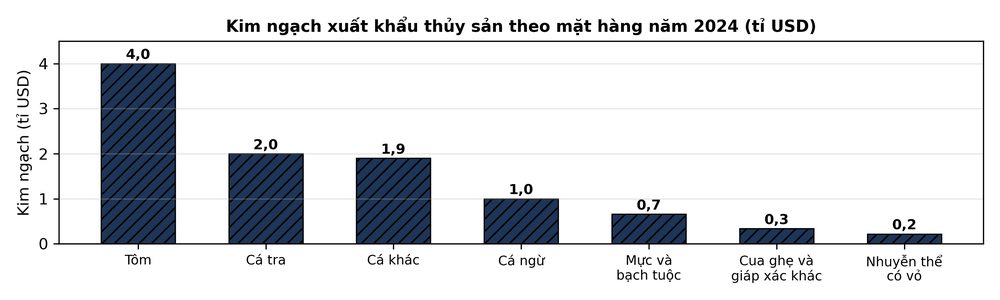 Kim ngạch xuất khẩu thủy sản theo mặt hàng năm 2024 (tỉ USD)
Kim ngạch (tỉ USD)
4
3
2
1
0
4,0
2,0
1,9
1,0
0,7
0,3
0,2
Tôm
Cá tra
Cá khác
Cá ngừ
Mực và
bạch tuộc
Cua ghẹ và
giáp xác khác
Nhuyễn thể
có vỏ